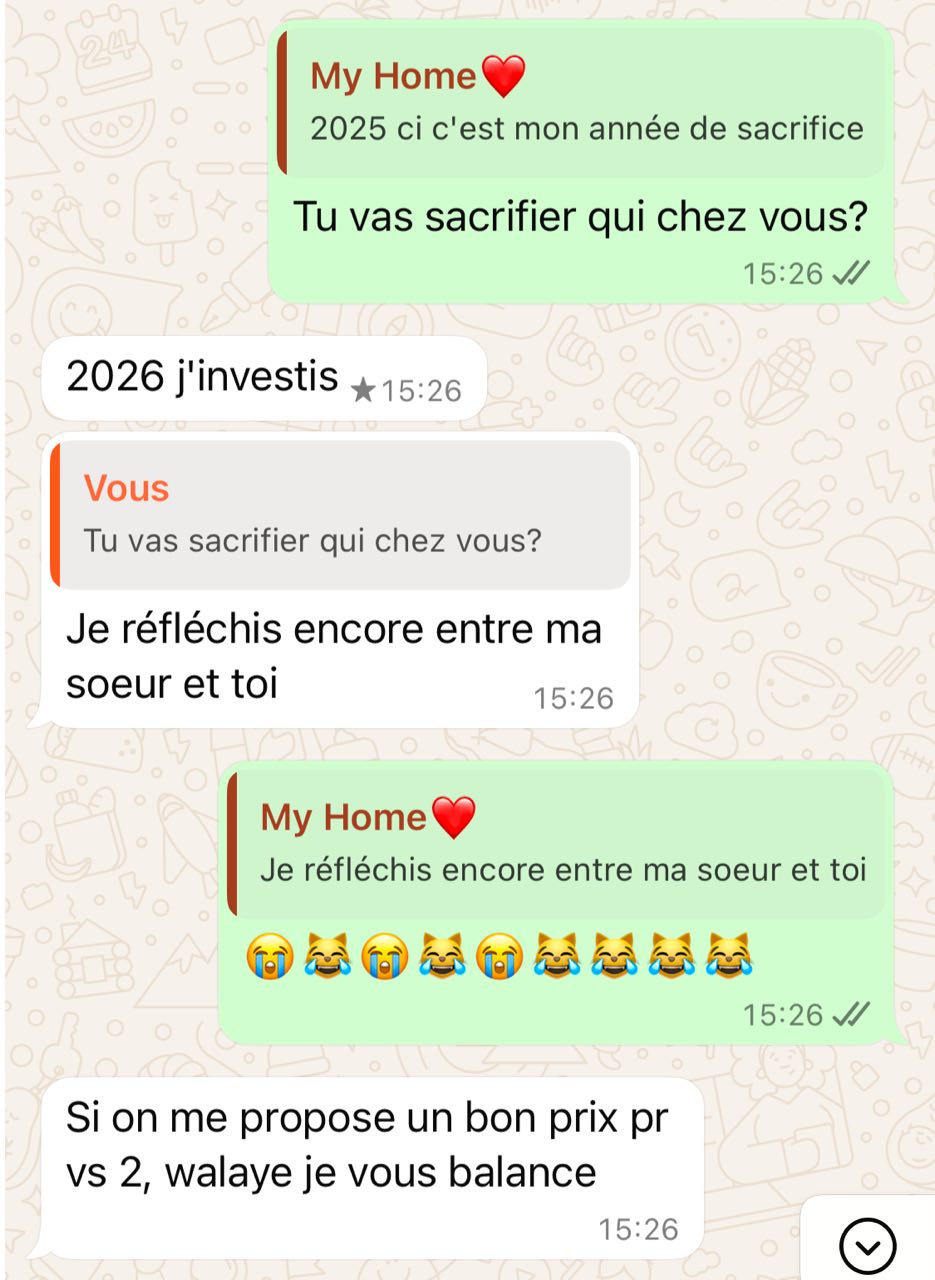 My Home❤️
2025 ci c'est mon année de sacrifice
Tu vas sacrifier qui chez vous?
15:26
2026 j'investis ★15:26
Vous
Tu vas sacrifier qui chez vous?
Je réfléchis encore entre ma
soeur et toi
15:26
My Home❤️
Je réfléchis encore entre ma soeur et toi
😭😹😭😹😭😹😹😹😹
15:26
Si on me propose un bon prix pr
vs 2, walaye je vous balance
15:26